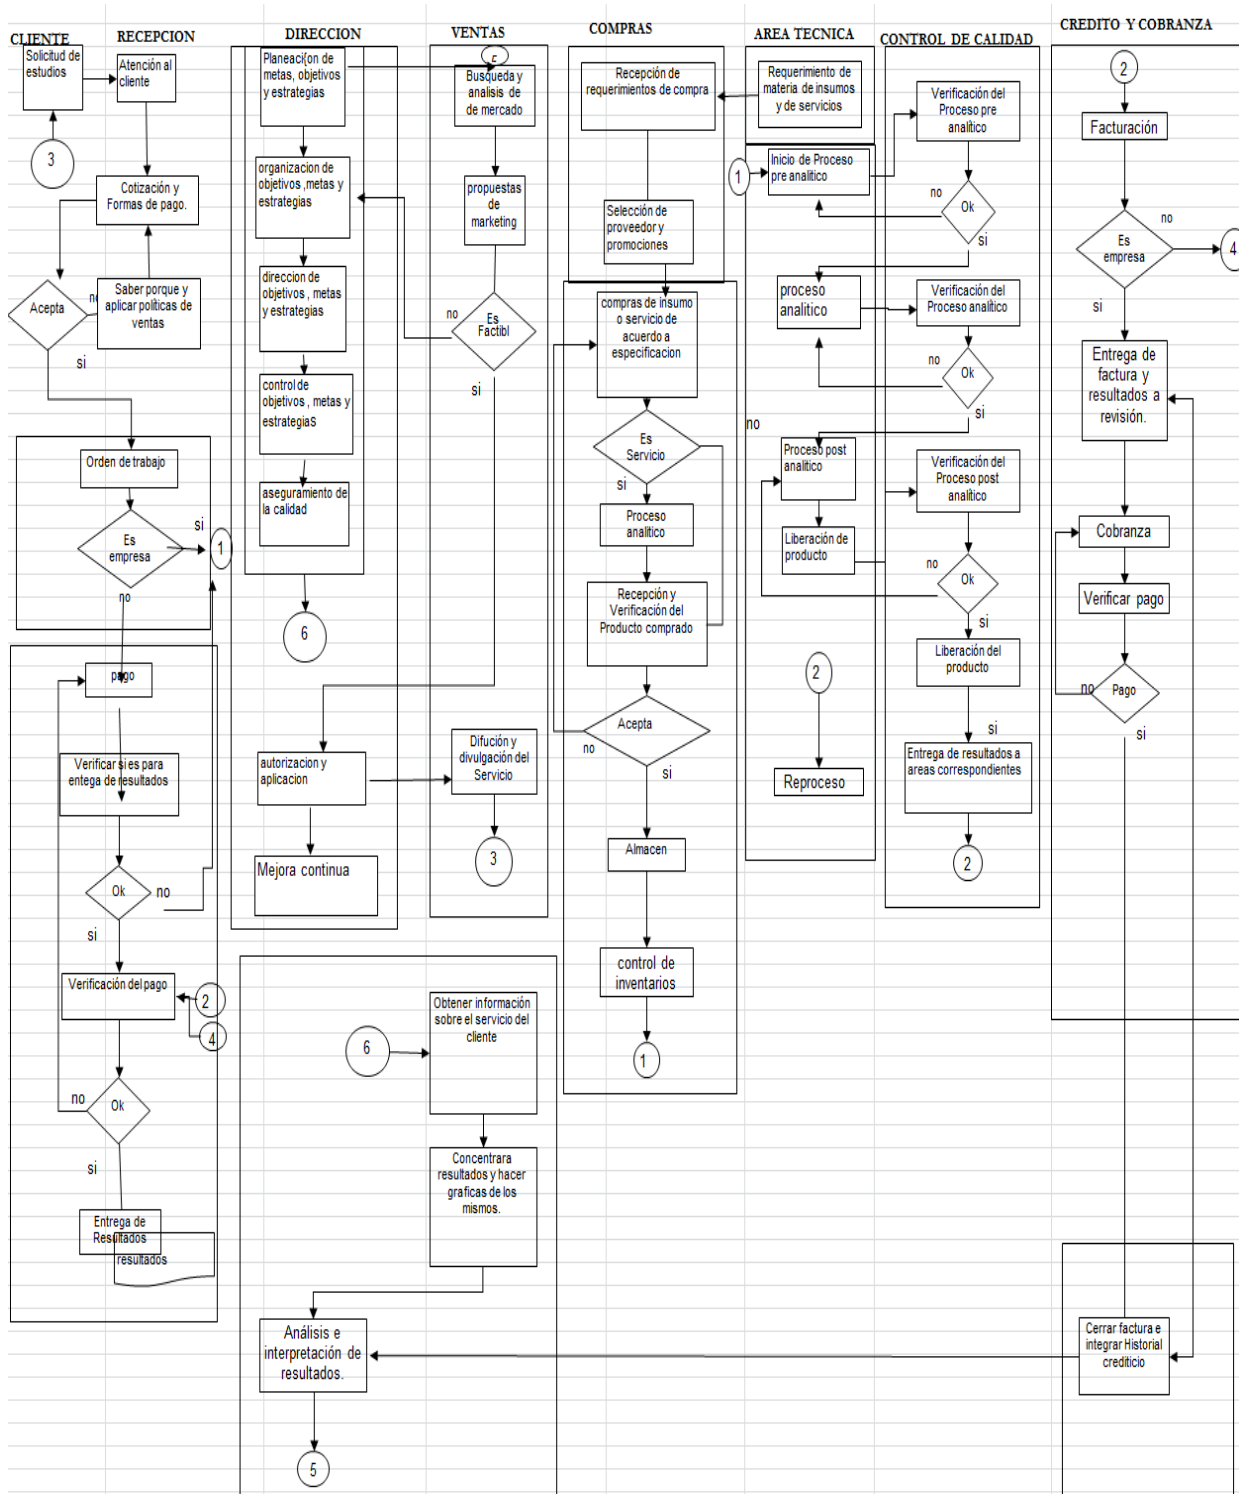 CLIENTE
RECEPCION
DIRECCION
VENTAS
COMPRAS
AREA TECNICA
CONTROL DE CALIDAD
CREDITO Y COBRANZA
Solicitud de
estudios
3
Atención al
cliente
Cotización y
Formas de pago.
Acepta
no
Saber porque y
aplicar políticas de
ventas
si
Orden de trabajo
Es
empresa
si
1
no
pago
Verificar si es para
entega de resultados
Ok
no
si
Verificación del pago
2
4
Ok
no
si
Entrega de
Resultados
resultados
Planeación de
metas, objetivos
y estrategias
organizacion de
objetivos ,metas y
estrategias
direccion de
objetivos , metas
y estrategias
control de
objetivos , metas y
estrategiaS
aseguramiento de
la calidad
6
autorizacion y
aplicacion
Mejora continua
Busqueda y
analisis de
de mercado
propuestas
de
marketing
Es
Factibl
no
si
Difución y
divulgación del
Servicio
3
6
Obtener información
sobre el servicio del
cliente
Concentrara
resultados y hacer
graficas de los
mismos.
Análisis e
interpretación de
resultados.
5
Recepción de
requerimientos de compra
Selección de
proveedor y
promociones
compras de insumo
o servicio de
acuerdo a
especificacion
Es
Servicio
si
Proceso
analitico
Recepción y
Verificación del
Producto comprado
Acepta
no
si
Almacen
control de
inventarios
1
Requerimiento de
materia de insumos
y de servicios
1
Inicio de Proceso
pre analitico
proceso
analitico
no
Proceso post
analitico
Liberación de
producto
2
Reproceso
Verificación del
Proceso pre
analítico
no
Ok
si
Verificación del
Proceso analítico
no
Ok
si
Verificación del
Proceso post
analítico
no
Ok
si
Liberación del
producto
si
Entrega de resultados a
areas correspondientes
2
2
Facturación
Es
empresa
no
4
si
Entrega de
factura y
resultados a
revisión.
Cobranza
Verificar pago
no
Pago
si
Cerrar factura e
integrar Historial
crediticio